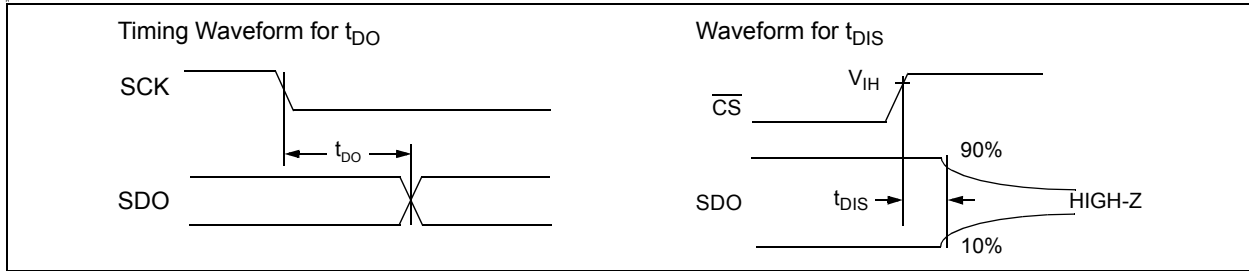 Timing Waveform for tDO
SCK
tDO
SDO
Waveform for tDIS
VIH
CS
90%
SDO
tDIS
HIGH-Z
10%